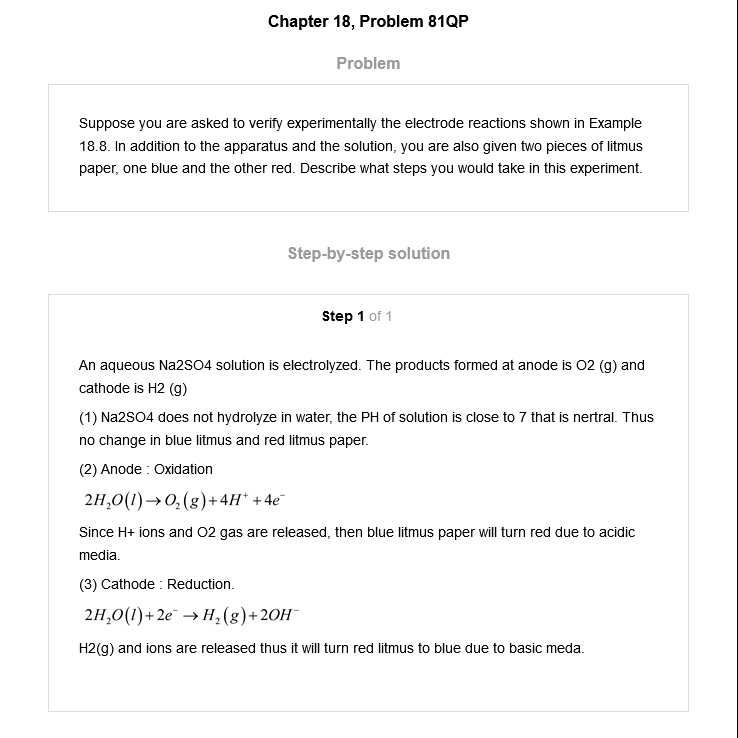 Chapter 18, Problem 81QP
Problem
Suppose you are asked to verify experimentally the electrode reactions shown in Example
18.8. In addition to the apparatus and the solution, you are also given two pieces of litmus
paper, one blue and the other red. Describe what steps you would take in this experiment.
Step-by-step solution
Step 1 of 1
An aqueous Na2SO4 solution is electrolyzed. The products formed at anode is O2 (g) and
cathode is H2 (g)
(1) Na2SO4 does not hydrolyze in water, the PH of solution is close to 7 that is nertral. Thus
no change in blue litmus and red litmus paper.
(2) Anode : Oxidation
2H₂O(l)→O₂(g)+4H⁺+4e⁻
Since H+ ions and O2 gas are released, then blue litmus paper will turn red due to acidic
media.
(3) Cathode : Reduction.
2H₂O(l)+2e⁻→H₂(g)+2OH⁻
H2(g) and ions are released thus it will turn red litmus to blue due to basic meda.